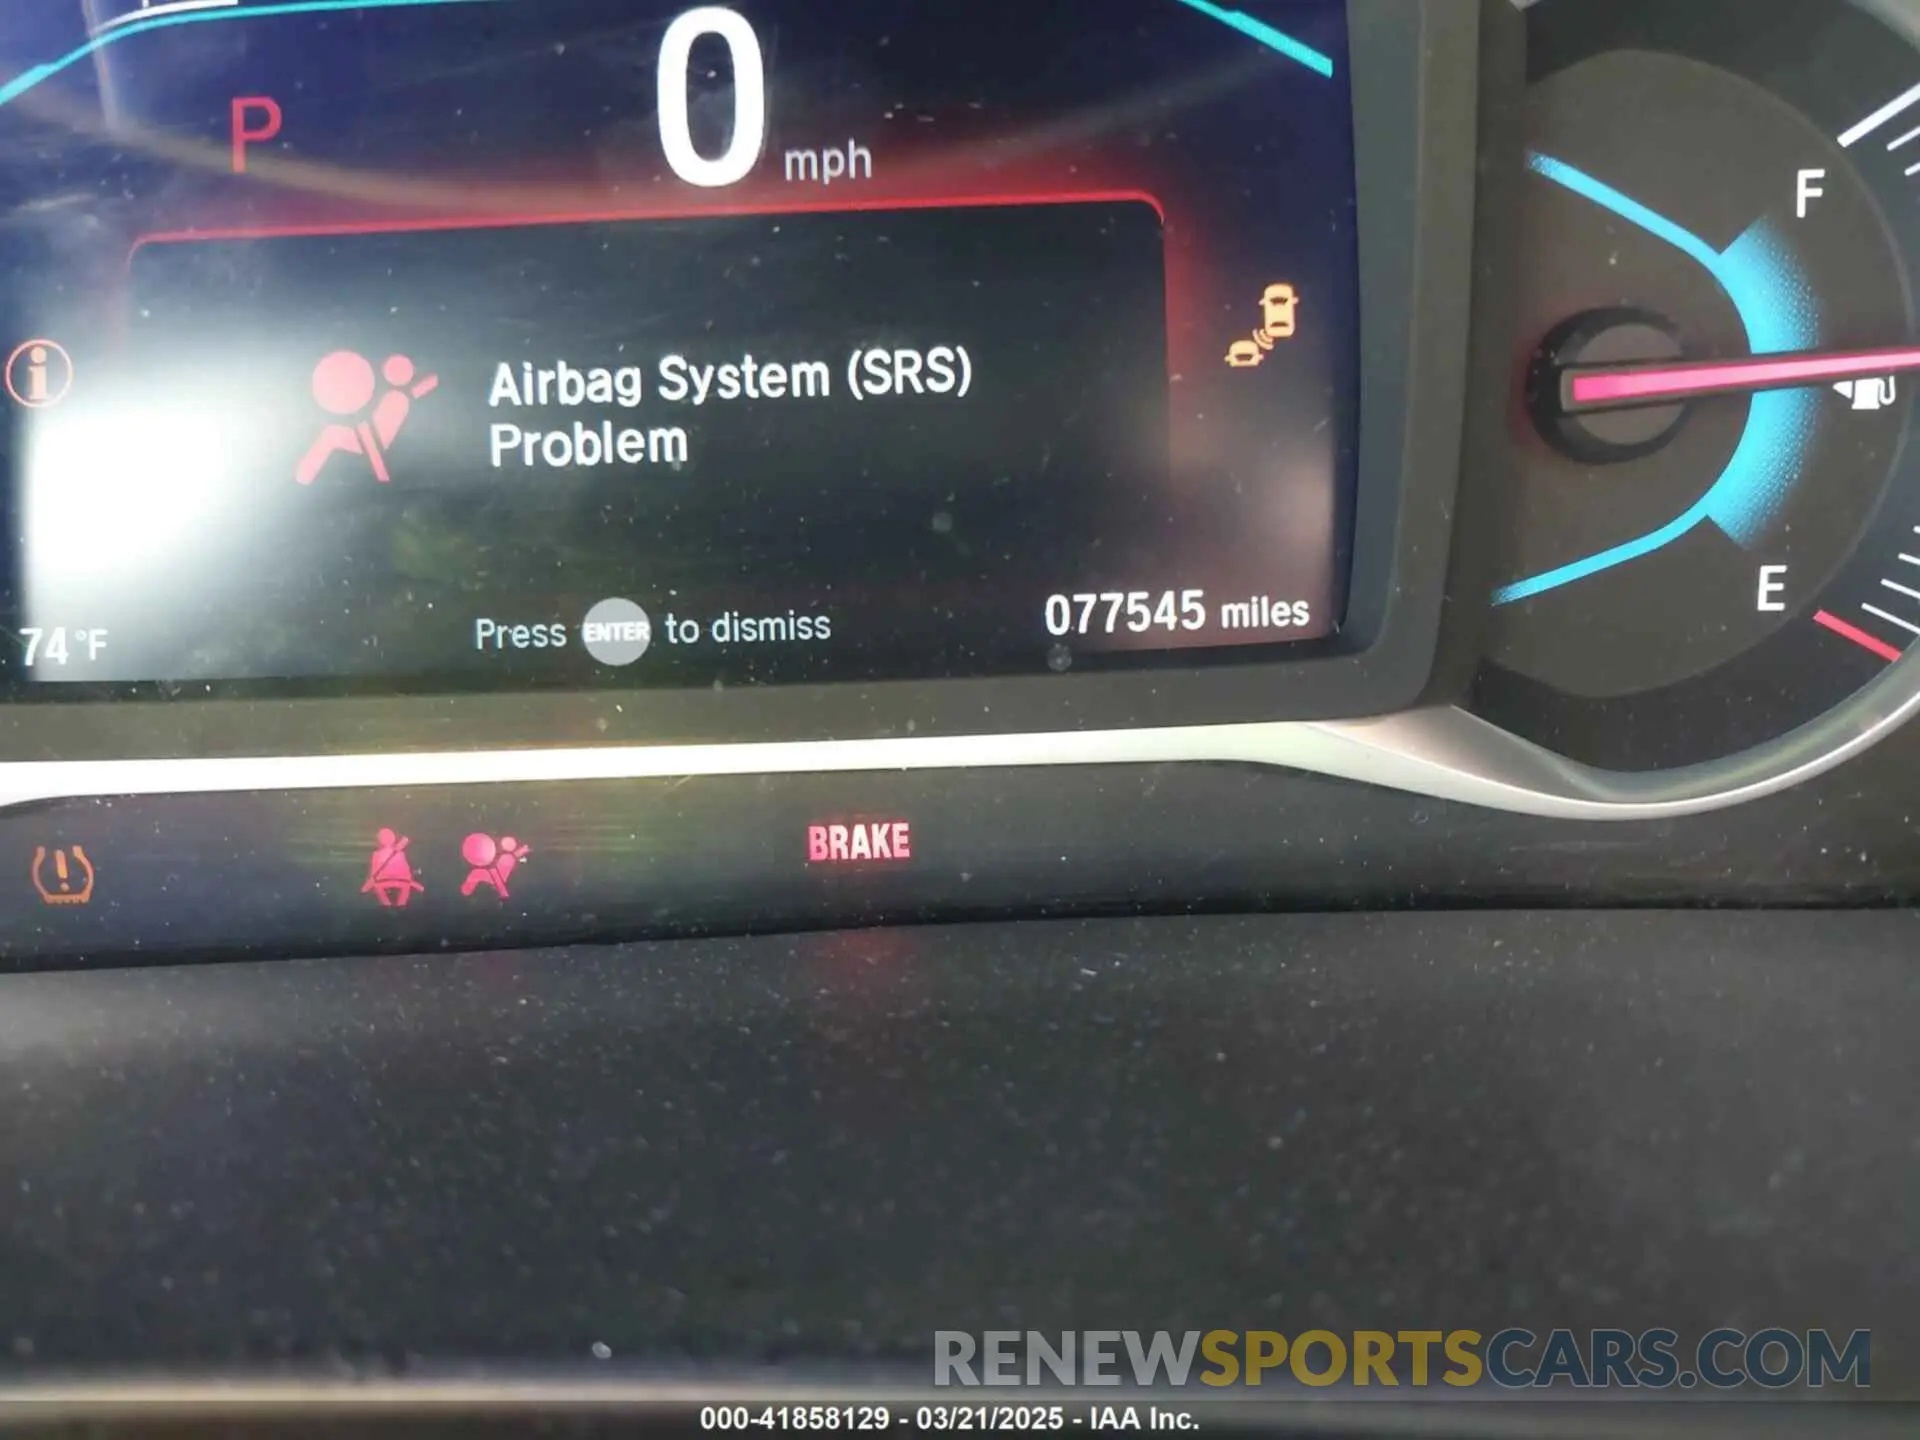 P
0 mph
F
Airbag System (SRS)
Problem
E
74°F
Press ENTER to dismiss
077545 miles
BRAKE
RENEWSPORTSCARS.COM
000-41858129 - 03/21/2025 - IAA Inc.